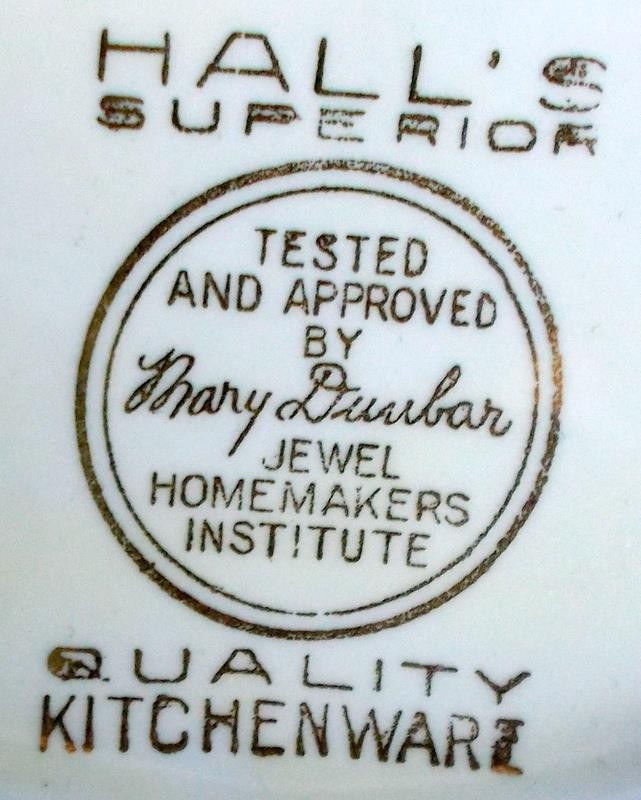 HALL'S
SUPERIOR
TESTED
AND APPROVED
BY
Mary Dunbar
JEWEL
HOMEMAKERS
INSTITUTE
QUALITY
KITCHENWARE